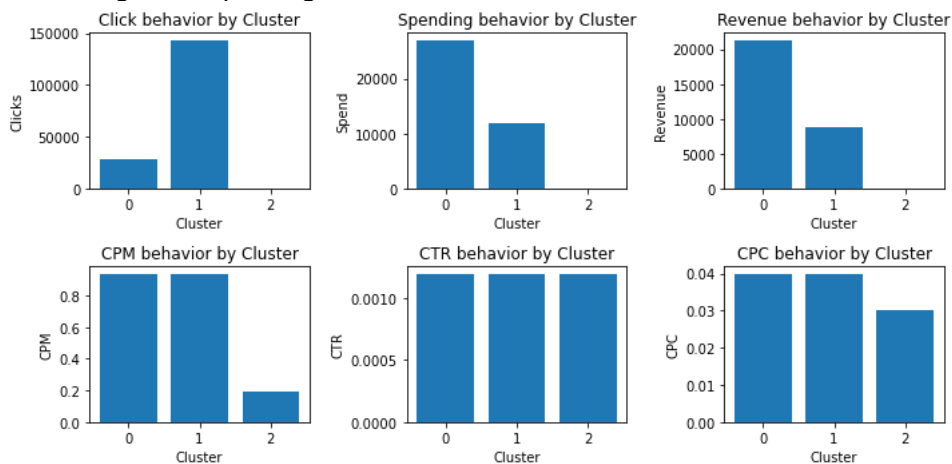 Click behavior by Cluster
150000
100000
50000
0
Clicks
0 1 2
Cluster
Spending behavior by Cluster
20000
10000
0
Spend
0 1 2
Cluster
Revenue behavior by Cluster
20000
15000
10000
5000
0
Revenue
0 1 2
Cluster
CPM behavior by Cluster
0.8
0.6
0.4
0.2
0.0
CPM
0 1 2
Cluster
CTR behavior by Cluster
0.0010
0.0005
0.0000
CTR
0 1 2
Cluster
CPC behavior by Cluster
0.04
0.03
0.02
0.01
0.00
CPC
0 1 2
Cluster